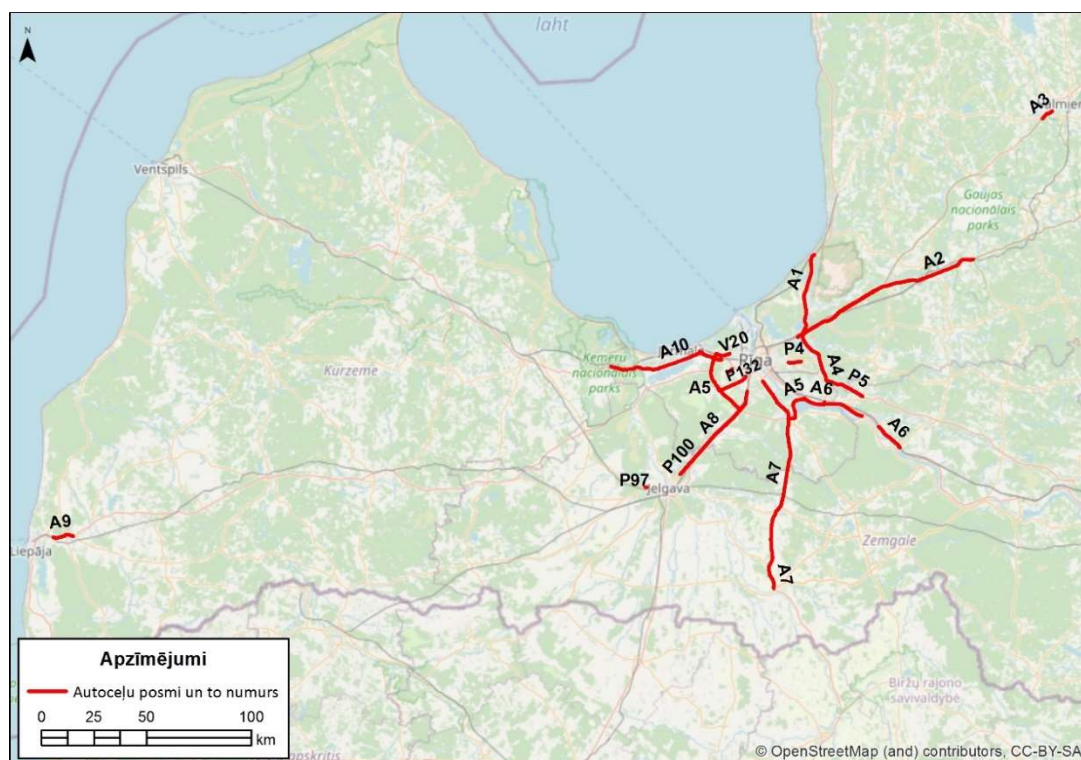 N
laht
A3
Valmier
Ventspils
Gaujas
nacionālais
parks
A2
A1
A10
V20
Rīga
P4
Ķemeru
nacionālais
parks
Kurzeme
P132
A4
P5
A5
A5
A6
A8
A6
P100
A7
P97
Jelgava
A9
Liepāja
Zemgale
A7
Apzīmējumi
Autoceļu posmi un to numurs
0 25 50 100
km
Biržų rajono
savivaldybė
apskritis
© OpenStreetMap (and) contributors, CC-BY-SA